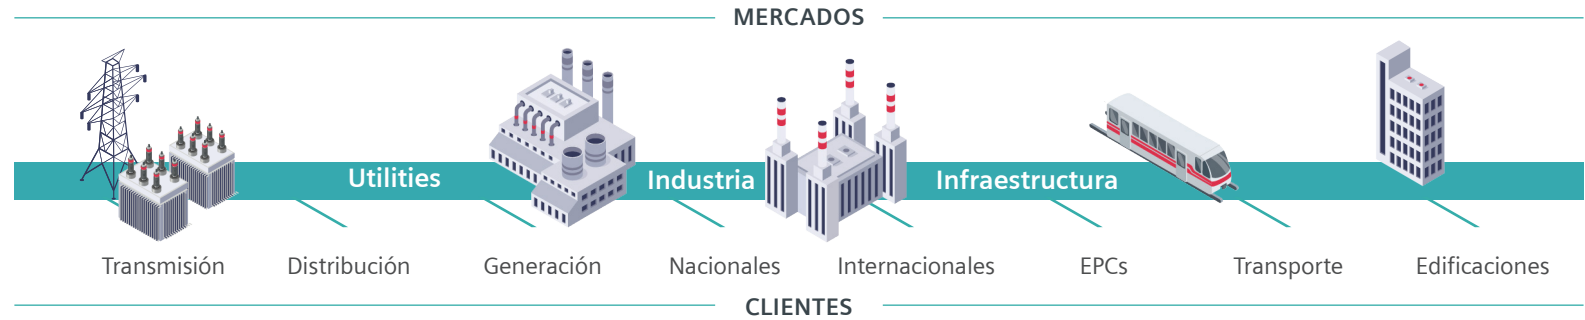 MERCADOS
Utilities
Industria
Infraestructura
Transmisión
Distribución
Generación
Nacionales
Internacionales
EPCs
Transporte
Edificaciones
CLIENTES